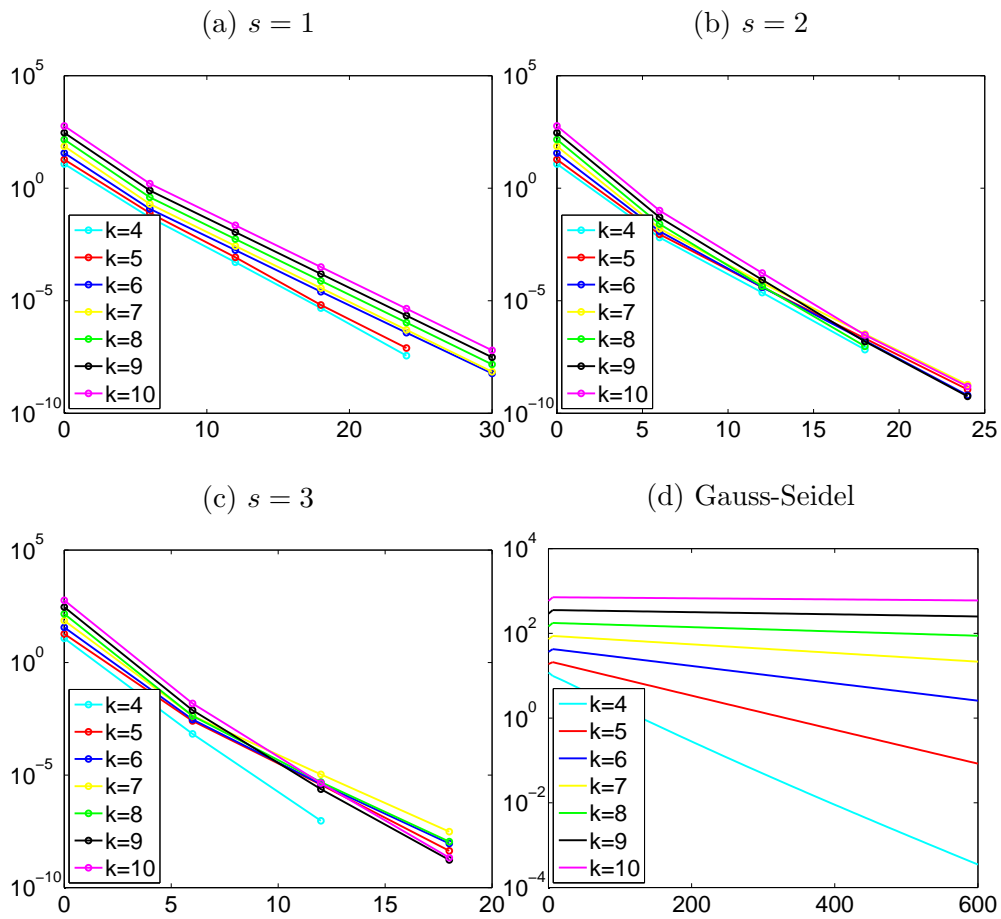 (a) s = 1
10^5
10^0
10^−5
10^−10
0 10 20 30
k=4
k=5
k=6
k=7
k=8
k=9
k=10
(b) s = 2
10^5
10^0
10^−5
10^−10
0 5 10 15 20 25
k=4
k=5
k=6
k=7
k=8
k=9
k=10
(c) s = 3
10^5
10^0
10^−5
10^−10
0 5 10 15 20
k=4
k=5
k=6
k=7
k=8
k=9
k=10
(d) Gauss-Seidel
10^4
10^2
10^0
10^−2
10^−4
0 200 400 600
k=4
k=5
k=6
k=7
k=8
k=9
k=10